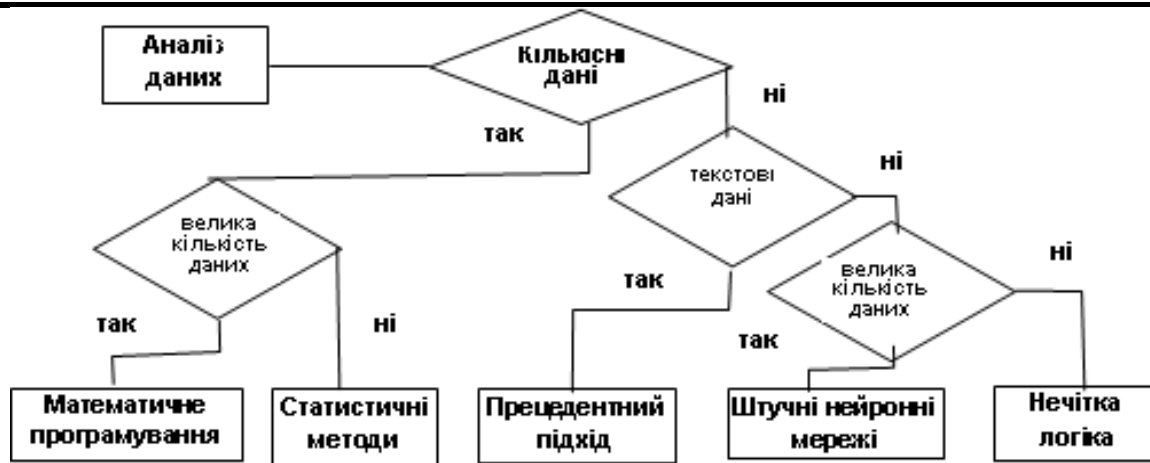 Аналіз
даних
Кількісні
дані
ні
так
текстові
дані
ні
велика
кількість
даних
велика
кількість
даних
ні
так
так
ні
так
Математичне
програмування
Статистичні
методи
Прецедентний
підхід
Штучні нейронні
мережі
Нечітка
логіка